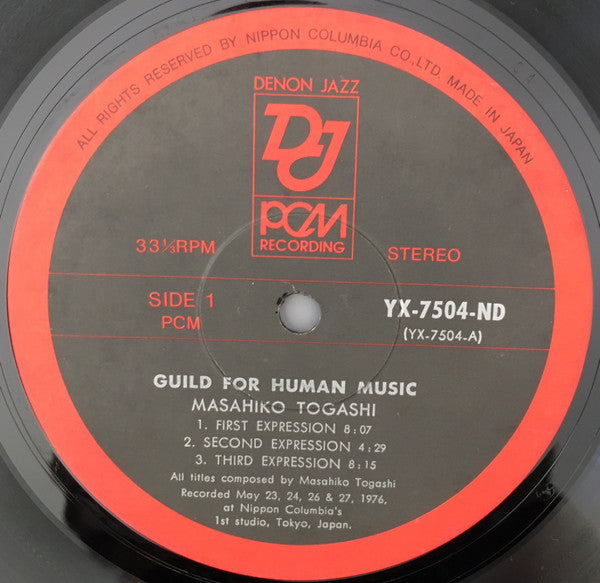 ALL RIGHTS RESERVED BY NIPPON COLUMBIA CO., LTD. MADE IN JAPAN
DENON JAZZ
DJ
PCM
RECORDING
33⅓RPM
STEREO
SIDE 1
PCM
YX-7504-ND
(YX-7504-A)
GUILD FOR HUMAN MUSIC
MASAHIKO TOGASHI
1. FIRST EXPRESSION 8:07
2. SECOND EXPRESSION 4:29
3. THIRD EXPRESSION 8:15
All titles composed by Masahiko Togashi
Recorded May 23, 24, 26 & 27, 1976,
at Nippon Columbia's
1st studio, Tokyo, Japan.